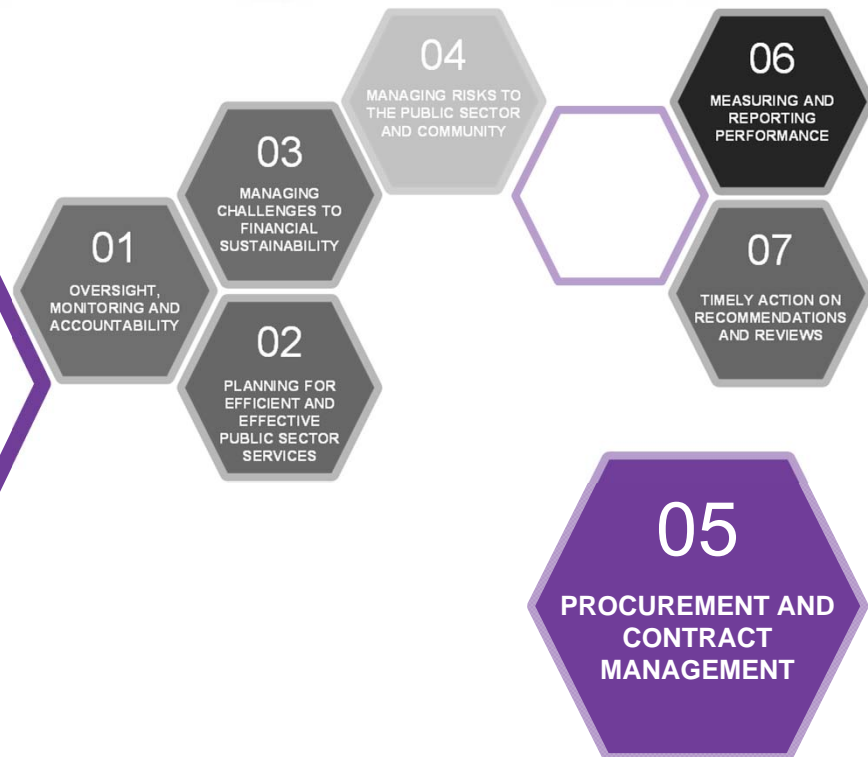 04
MANAGING RISKS TO
THE PUBLIC SECTOR
AND COMMUNITY
06
MEASURING AND
REPORTING
PERFORMANCE
03
MANAGING
CHALLENGES TO
FINANCIAL
SUSTAINABILITY
01
OVERSIGHT,
MONITORING AND
ACCOUNTABILITY
07
TIMELY ACTION ON
RECOMMENDATIONS
AND REVIEWS
02
PLANNING FOR
EFFICIENT AND
EFFECTIVE
PUBLIC SECTOR
SERVICES
05
PROCUREMENT AND
CONTRACT
MANAGEMENT